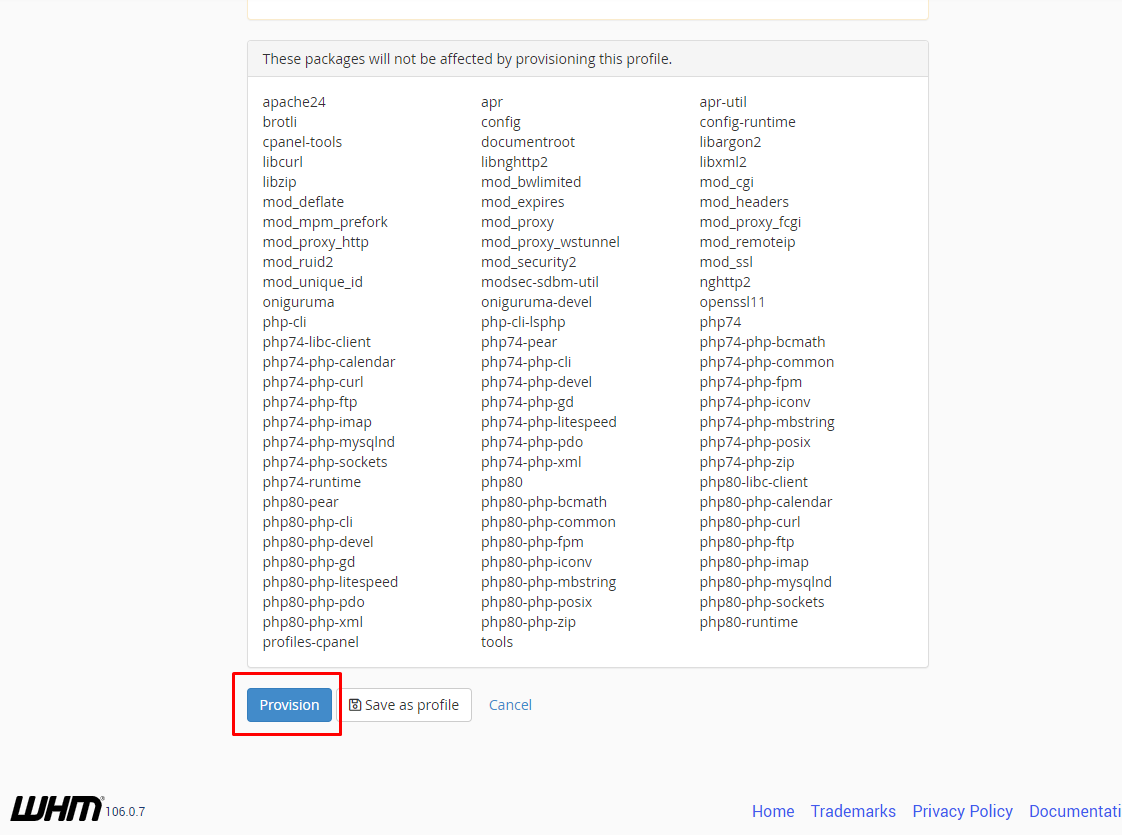 These packages will not be affected by provisioning this profile.
apache24 apr apr-util
brotli config config-runtime
cpanel-tools documentroot libargon2
libcurl libnghttp2 libxml2
libzip mod_bwlimited mod_cgi
mod_deflate mod_expires mod_headers
mod_mpm_prefork mod_proxy mod_proxy_fcgi
mod_proxy_http mod_proxy_wstunnel mod_remoteip
mod_ruid2 mod_security2 mod_ssl
mod_unique_id modsec-sdbm-util nghttp2
oniguruma oniguruma-devel openssl11
php-cli php-cli-lsphp php74
php74-libc-client php74-pear php74-php-bcmath
php74-php-calendar php74-php-cli php74-php-common
php74-php-curl php74-php-devel php74-php-fpm
php74-php-ftp php74-php-gd php74-php-iconv
php74-php-imap php74-php-litespeed php74-php-mbstring
php74-php-mysqlnd php74-php-pdo php74-php-posix
php74-php-sockets php74-php-xml php74-php-zip
php74-runtime php80 php80-libc-client
php80-pear php80-php-bcmath php80-php-calendar
php80-php-cli php80-php-common php80-php-curl
php80-php-devel php80-php-fpm php80-php-ftp
php80-php-gd php80-php-iconv php80-php-imap
php80-php-litespeed php80-php-mbstring php80-php-mysqlnd
php80-php-pdo php80-php-posix php80-php-sockets
php80-php-xml php80-php-zip php80-runtime
profiles-cpanel tools
Provision Save as profile Cancel
WHM® 106.0.7 Home Trademarks Privacy Policy Documentati